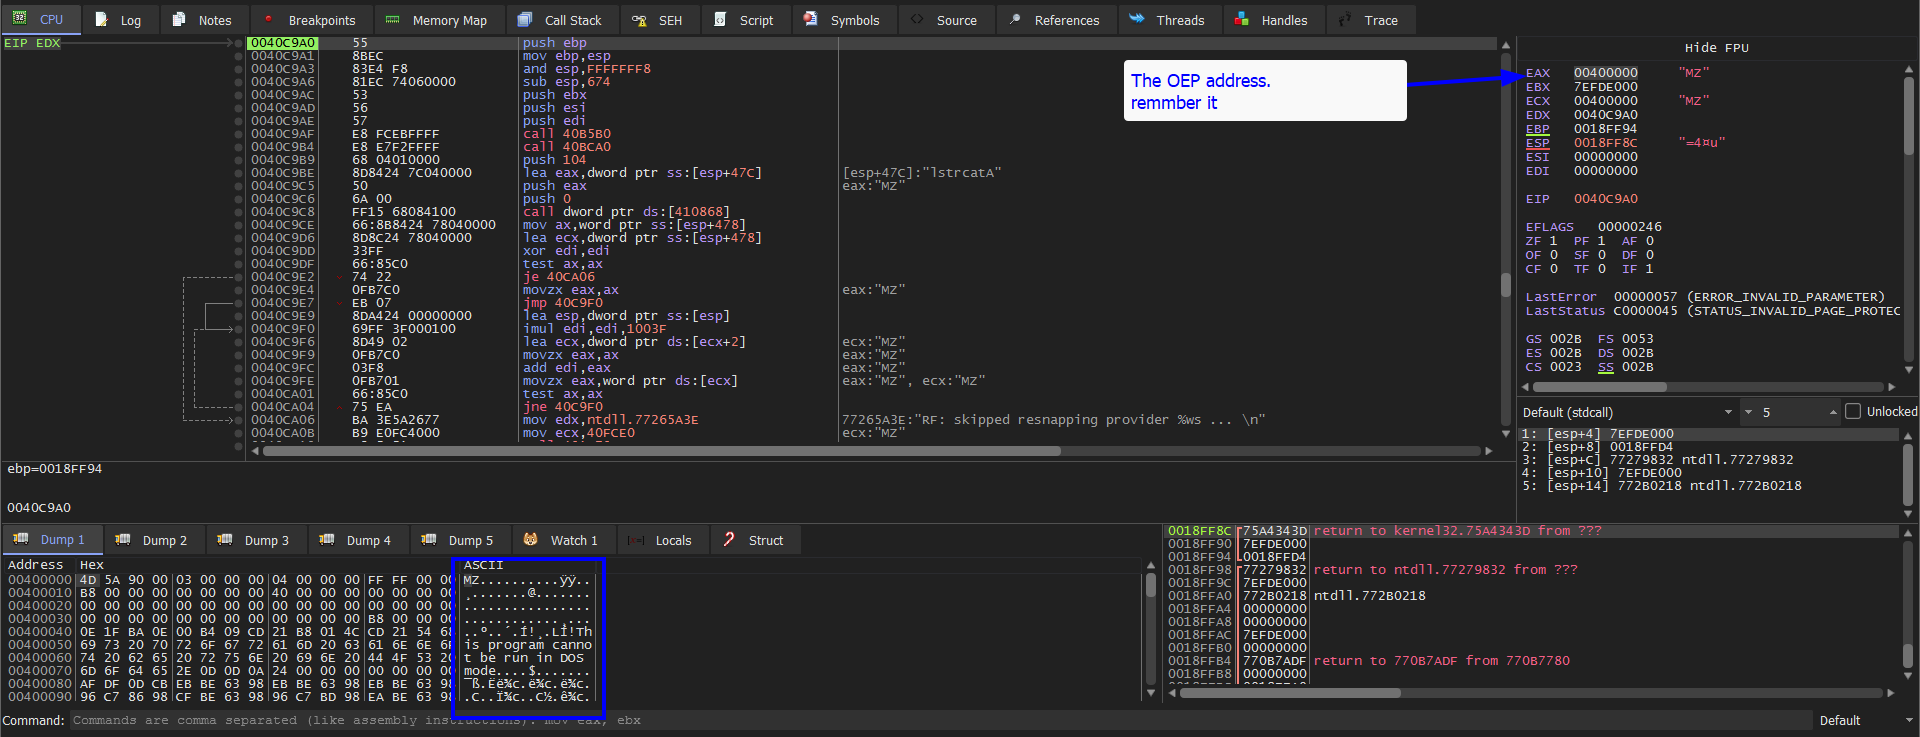 CPU Log Notes Breakpoints Memory Map Call Stack SEH Script Symbols Source References Threads Handles Trace
EIP EDX
0040C9A0 55 push ebp
0040C9A1 8BEC mov ebp,esp
0040C9A3 83E4 F8 and esp,FFFFFFF8
0040C9A6 81EC 74060000 sub esp,674
0040C9AC 53 push ebx
0040C9AD 56 push esi
0040C9AE 57 push edi
0040C9AF E8 FCEBFFFF call 40B5B0
0040C9B4 E8 E7F2FFFF call 40BCA0
0040C9B9 68 04010000 push 104
0040C9BE 8D8424 7C040000 lea eax,dword ptr ss:[esp+47C] [esp+47C]:"lstrcatA"
0040C9C5 50 push eax eax:"MZ"
0040C9C6 6A 00 push 0
0040C9C8 FF15 68084100 call dword ptr ds:[410868]
0040C9CE 66:8B8424 78040000 mov ax,word ptr ss:[esp+478]
0040C9D6 8D8C24 78040000 lea ecx,dword ptr ss:[esp+478]
0040C9DD 33FF xor edi,edi
0040C9DF 66:85C0 test ax,ax
0040C9E2 74 22 je 40CA06
0040C9E4 0FB7C0 movzx eax,ax eax:"MZ"
0040C9E7 EB 07 jmp 40C9F0
0040C9E9 8DA424 00000000 lea esp,dword ptr ss:[esp]
0040C9F0 69FF 3F000100 imul edi,edi,1003F
0040C9F6 8D49 02 lea ecx,dword ptr ds:[ecx+2] ecx:"MZ"
0040C9F9 0FB7C0 movzx eax,ax eax:"MZ"
0040C9FC 03F8 add edi,eax eax:"MZ"
0040C9FE 0FB701 movzx eax,word ptr ds:[ecx] eax:"MZ", ecx:"MZ"
0040CA01 66:85C0 test ax,ax
0040CA04 75 EA jne 40C9F0
0040CA06 BA 3E5A2677 mov edx,ntdll.77265A3E 77265A3E:"RF: skipped resnapping provider %ws ... \n"
0040CA0B B9 E0FC4000 mov ecx,40FCE0 ecx:"MZ"
The OEP address.
remmber it
Hide FPU
EAX 00400000 "MZ"
EBX 7EFDE000
ECX 00400000 "MZ"
EDX 0040C9A0
EBP 0018FF94
ESP 0018FF8C "=4¤u"
ESI 00000000
EDI 00000000
EIP 0040C9A0
EFLAGS 00000246
ZF 1 PF 1 AF 0
OF 0 SF 0 DF 0
CF 0 TF 0 IF 1
LastError 00000057 (ERROR_INVALID_PARAMETER)
LastStatus C0000045 (STATUS_INVALID_PAGE_PROTEC
GS 002B FS 0053
ES 002B DS 002B
CS 0023 SS 002B
Default (stdcall) 5 Unlocked
1: [esp+4] 7EFDE000
2: [esp+8] 0018FFD4
3: [esp+C] 77279832 ntdll.77279832
4: [esp+10] 7EFDE000
5: [esp+14] 772B0218 ntdll.772B0218
ebp=0018FF94
0040C9A0
Dump 1 Dump 2 Dump 3 Dump 4 Dump 5 Watch 1 Locals Struct
Address Hex ASCII
00400000 4D 5A 90 00 03 00 00 00 04 00 00 00 FF FF 00 00 MZ..........ÿÿ..
00400010 B8 00 00 00 00 00 00 00 40 00 00 00 00 00 00 00 ¸.......@.......
00400020 00 00 00 00 00 00 00 00 00 00 00 00 00 00 00 00 ................
00400030 00 00 00 00 00 00 00 00 00 00 00 00 B8 00 00 00 ............¸...
00400040 0E 1F BA 0E 00 B4 09 CD 21 B8 01 4C CD 21 54 68 ..º..´.Í!¸.LÍ!Th
00400050 69 73 20 70 72 6F 67 72 61 6D 20 63 61 6E 6E 6F is program canno
00400060 74 20 62 65 20 72 75 6E 20 69 6E 20 44 4F 53 20 t be run in DOS
00400070 6D 6F 64 65 2E 0D 0D 0A 24 00 00 00 00 00 00 00 mode....$.......
00400080 AF DF 0D CB EB BE 63 98 EB BE 63 98 EB BE 63 98 ¯ß.Ëë¾c.ë¾c.ë¾c.
00400090 96 C7 86 98 CF BE 63 98 96 C7 BD 98 EA BE 63 98 .Ç..Ï¾c..Ç½.ê¾c.
0018FF8C 75A4343D return to kernel32.75A4343D from ???
0018FF90 7EFDE000
0018FF94 0018FFD4
0018FF98 77279832 return to ntdll.77279832 from ???
0018FF9C 7EFDE000
0018FFA0 772B0218 ntdll.772B0218
0018FFA4 00000000
0018FFA8 00000000
0018FFAC 7EFDE000
0018FFB0 00000000
0018FFB4 770B7ADF return to 770B7ADF from 770B7780
0018FFB8 00000000
Command: Commands are comma separated (like assembly instructions): mov eax, ebx Default